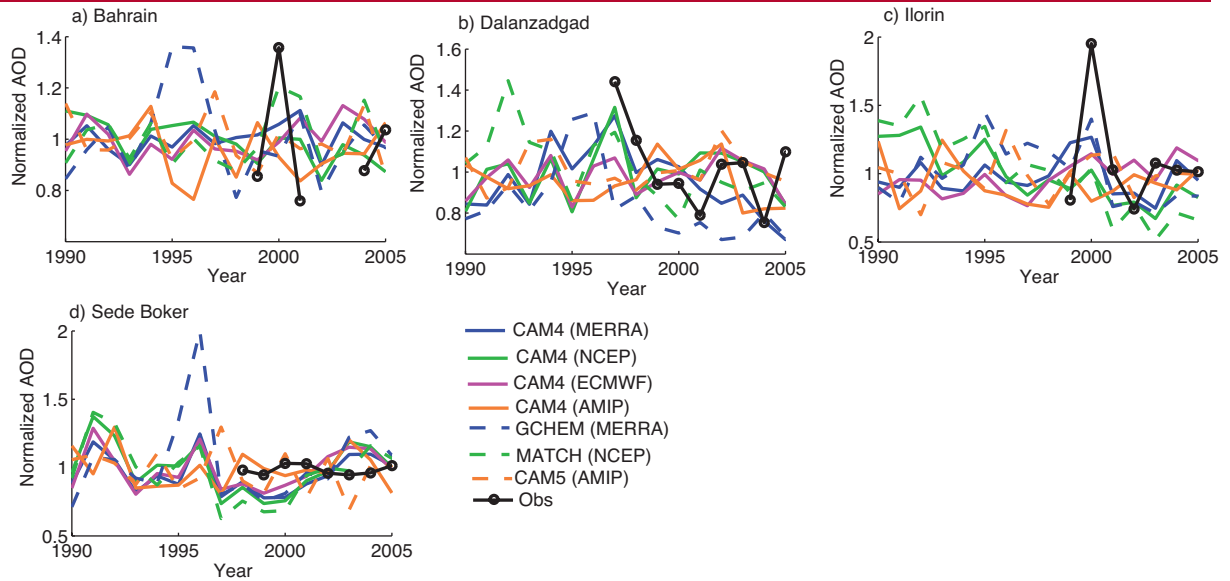 a) Bahrain
1.4
1.2
1
0.8
Normalized AOD
1990
1995
2000
2005
Year
b) Dalanzadgad
1.6
1.4
1.2
1.0
0.8
Normalized AOD
1990
1995
2000
2005
Year
c) Ilorin
2
1.5
1
0.5
Normalized AOD
1990
1995
2000
2005
Year
d) Sede Boker
2
1.5
1
0.5
Normalized AOD
1990
1995
2000
2005
Year
CAM4 (MERRA)
CAM4 (NCEP)
CAM4 (ECMWF)
CAM4 (AMIP)
GCHEM (MERRA)
MATCH (NCEP)
CAM5 (AMIP)
Obs